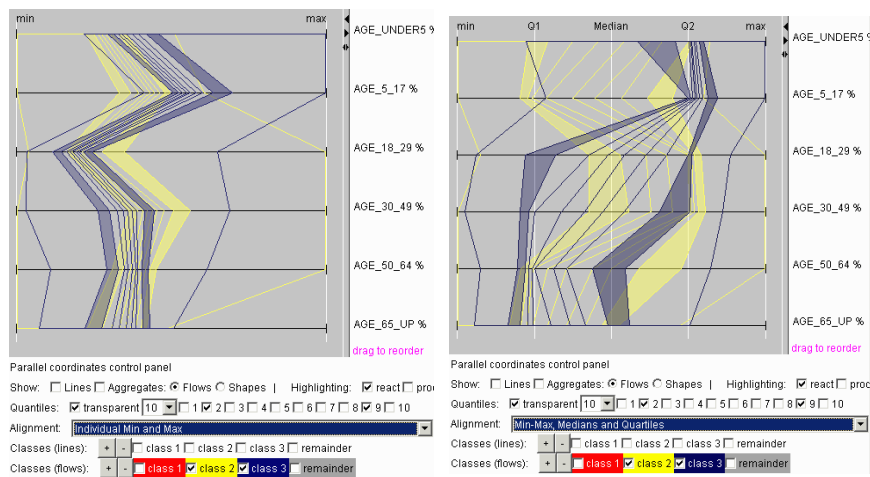 min max
AGE_UNDER5 %
AGE_5_17 %
AGE_18_29 %
AGE_30_49 %
AGE_50_64 %
AGE_65_UP %
drag to reorder
Parallel coordinates control panel
Show: Lines Aggregates: Flows Shapes | Highlighting: react proc
Quantiles: transparent 10 1 2 3 4 5 6 7 8 9 10
Alignment: Individual Min and Max
Classes (lines): + - class 1 class 2 class 3 remainder
Classes (flows): + - class 1 class 2 class 3 remainder
min Q1 Median Q2 max
AGE_UNDER5 %
AGE_5_17 %
AGE_18_29 %
AGE_30_49 %
AGE_50_64 %
AGE_65_UP %
drag to reorder
Parallel coordinates control panel
Show: Lines Aggregates: Flows Shapes | Highlighting: react proc
Quantiles: transparent 10 1 2 3 4 5 6 7 8 9 10
Alignment: Min-Max, Medians and Quartiles
Classes (lines): + - class 1 class 2 class 3 remainder
Classes (flows): + - class 1 class 2 class 3 remainder